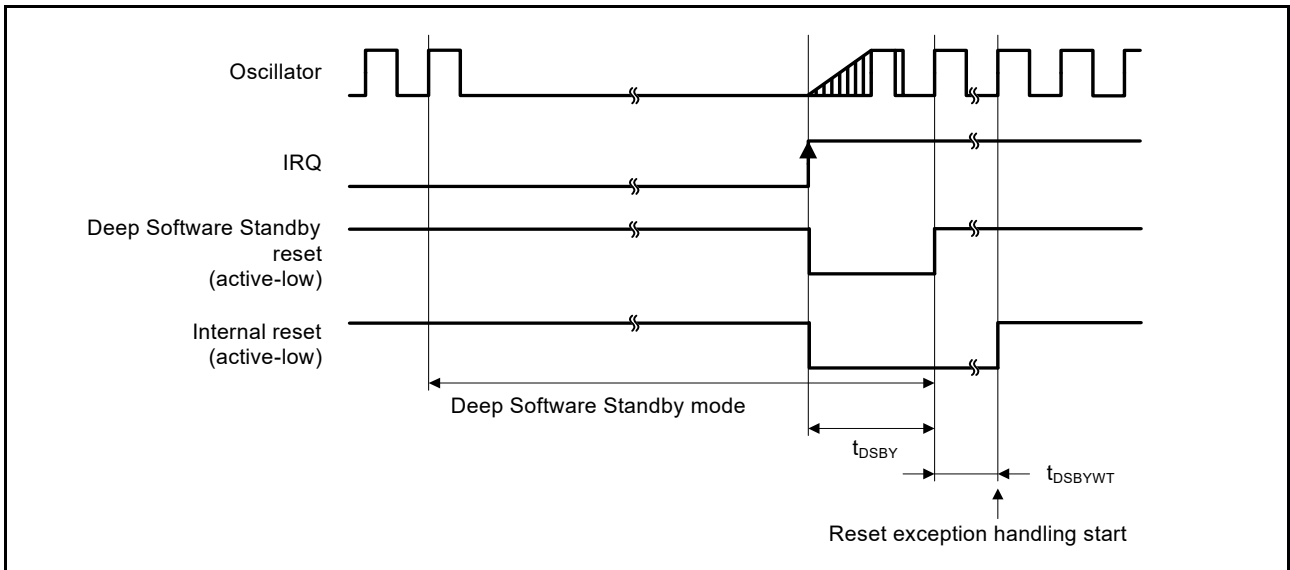 Oscillator
IRQ
Deep Software Standby
reset
(active-low)
Internal reset
(active-low)
Deep Software Standby mode
tDSBY
tDSBYWT
Reset exception handling start